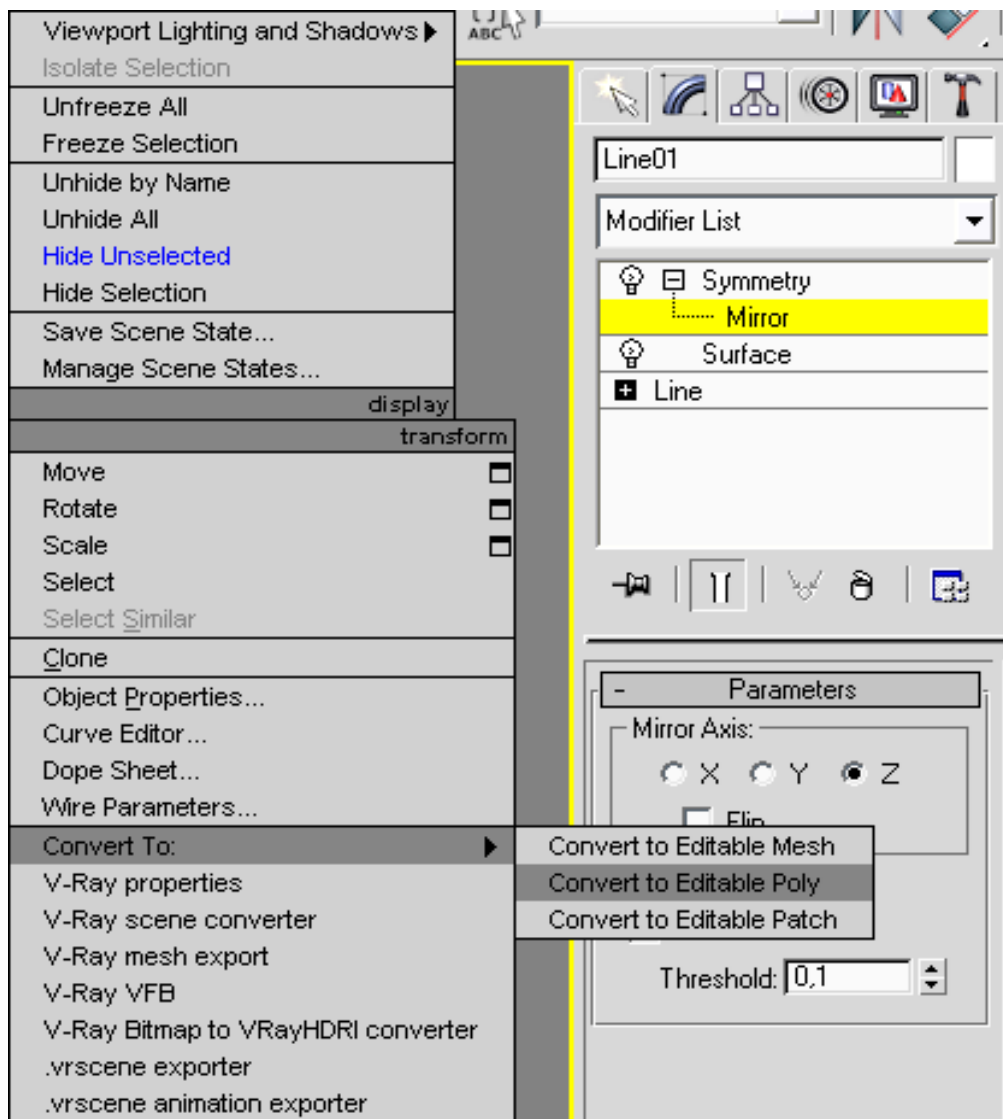 Viewport Lighting and Shadows
Isolate Selection
Unfreeze All
Freeze Selection
Unhide by Name
Unhide All
Hide Unselected
Hide Selection
Save Scene State...
Manage Scene States...
display
transform
Move
Rotate
Scale
Select
Select Similar
Clone
Object Properties...
Curve Editor...
Dope Sheet...
Wire Parameters...
Convert To:
V-Ray properties
V-Ray scene converter
V-Ray mesh export
V-Ray VFB
V-Ray Bitmap to VRayHDRI converter
.vrscene exporter
.vrscene animation exporter
Convert to Editable Mesh
Convert to Editable Poly
Convert to Editable Patch
ABC
Line01
Modifier List
Symmetry
Mirror
Surface
Line
- Parameters
Mirror Axis:
X Y Z
Flip
Threshold: 0,1